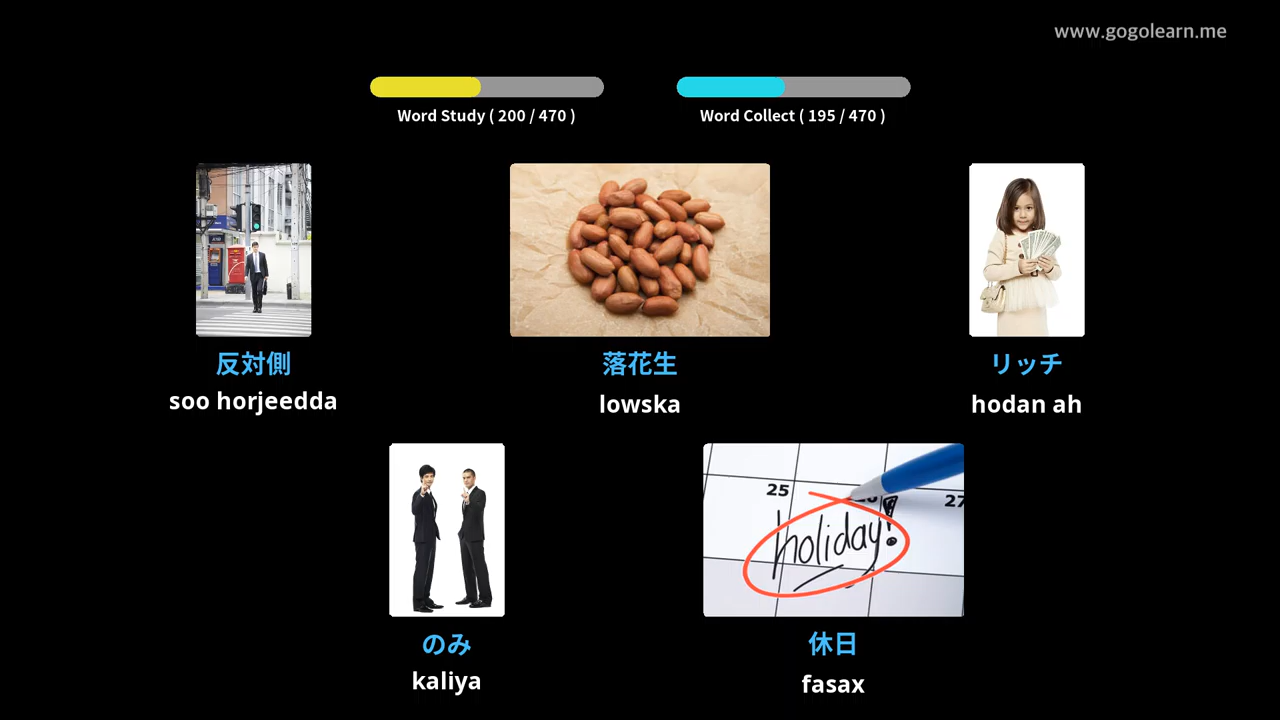 www.gogolearn.me
Word Study ( 200 / 470 )
Word Collect ( 195 / 470 )
反対側
soo horjeedda
落花生
lowska
リッチ
hodan ah
25
27
holiday!
のみ
kaliya
休日
fasax